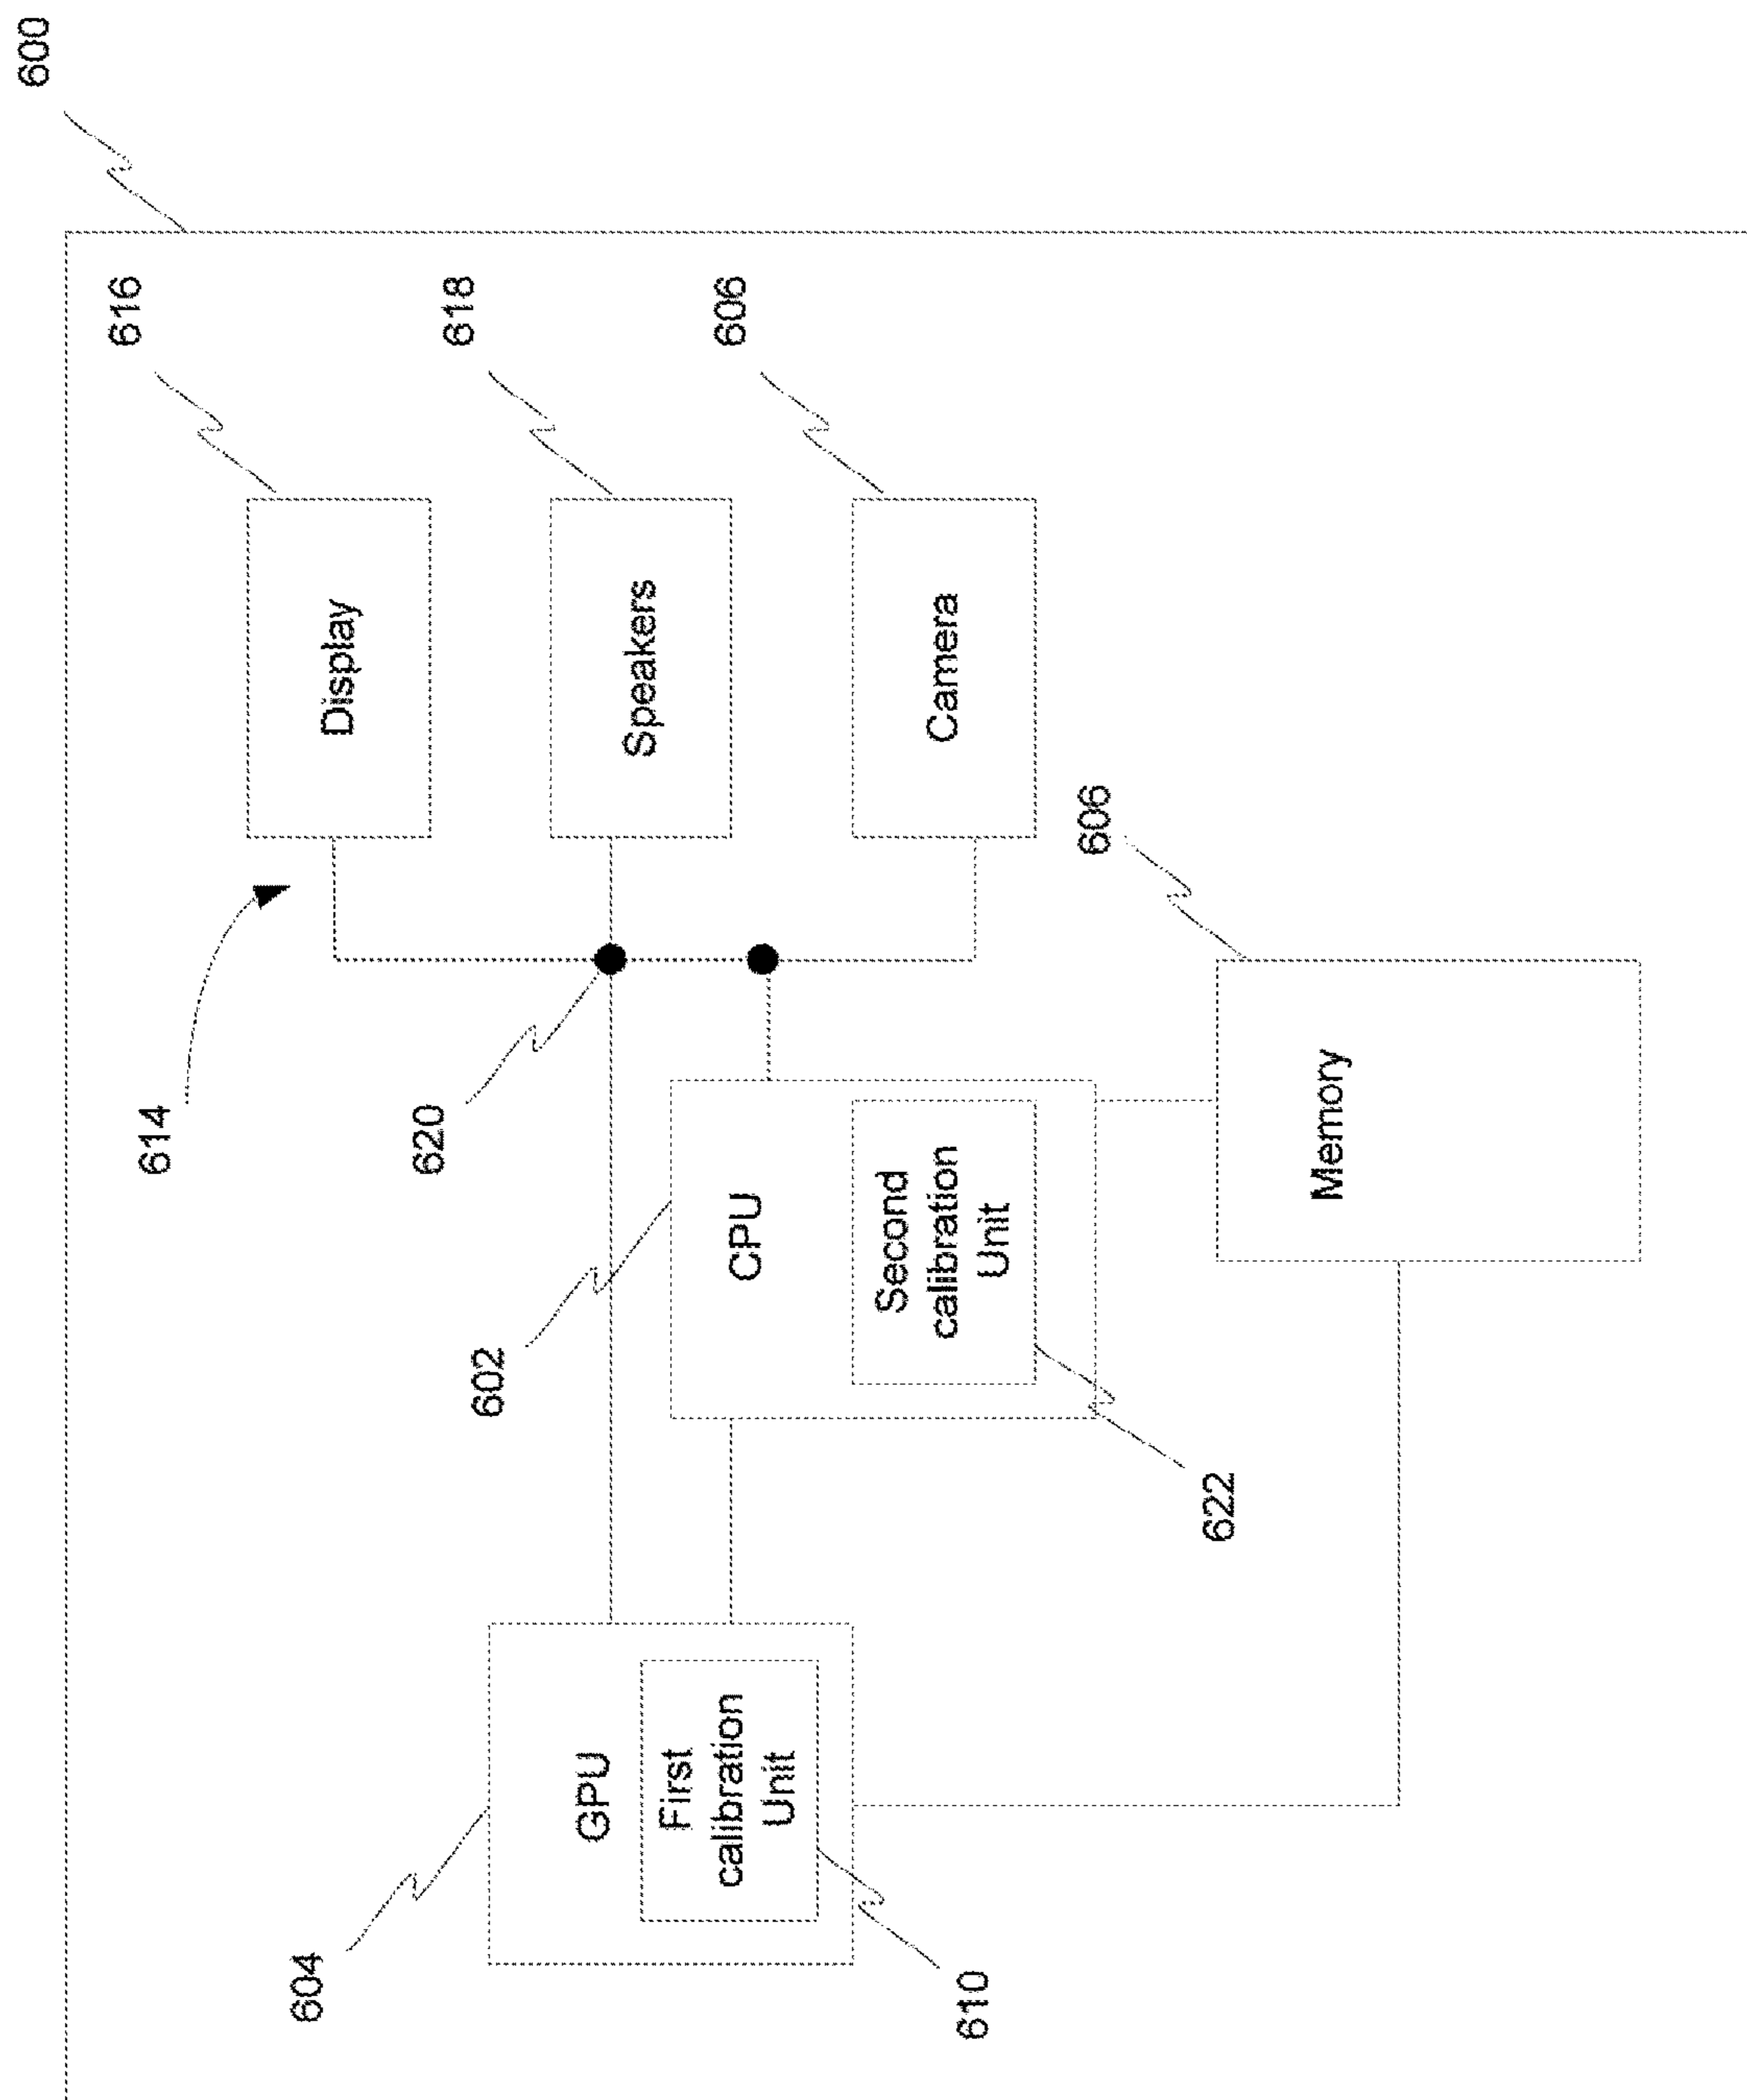 600
616
Display
618
Speakers
606
Camera
614
620
602
CPU
Second
calibration
Unit
622
606
Memory
604
GPU
First
calibration
Unit
610